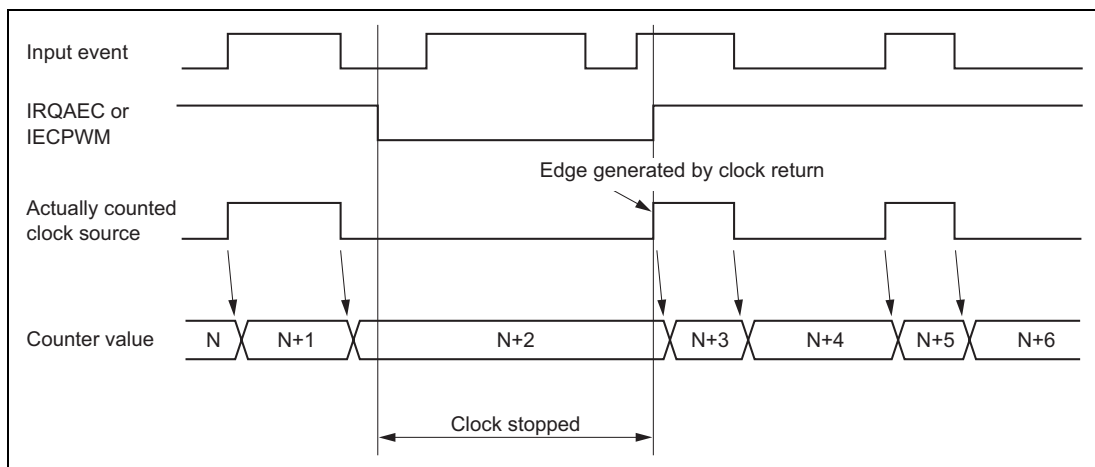 Input event
IRQAEC or
IECPWM
Edge generated by clock return
Actually counted
clock source
Counter value
N N+1 N+2 N+3 N+4 N+5 N+6
Clock stopped